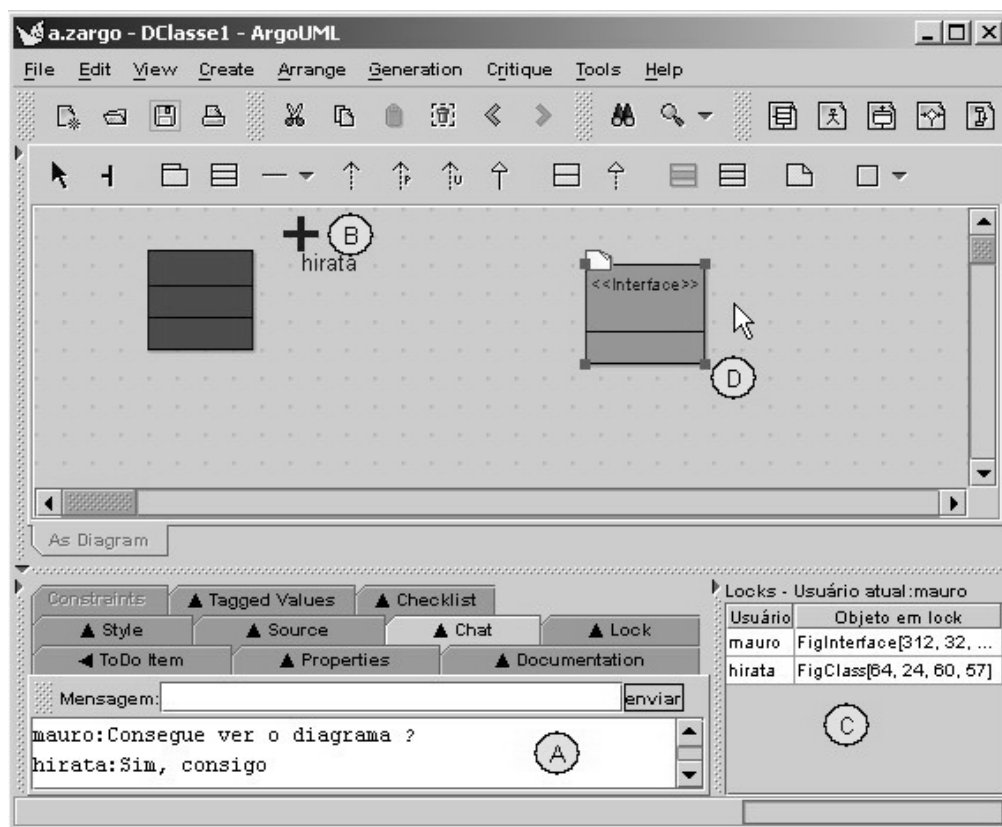 a.zargo - DClasse1 - ArgoUML
File Edit View Create Arrange Generation Critique Tools Help
P U
B
hirata
<<Interface>>
D
As Diagram
Constraints ▲ Tagged Values ▲ Checklist
▲ Style ▲ Source ▲ Chat ▲ Lock
◀ ToDo Item ▲ Properties ▲ Documentation
Mensagem: enviar
mauro:Consegue ver o diagrama ?
hirata:Sim, consigo
A
Locks - Usuário atual:mauro
Usuário Objeto em lock
mauro FigInterface[312, 32, ...
hirata FigClass[64, 24, 60, 57]
C